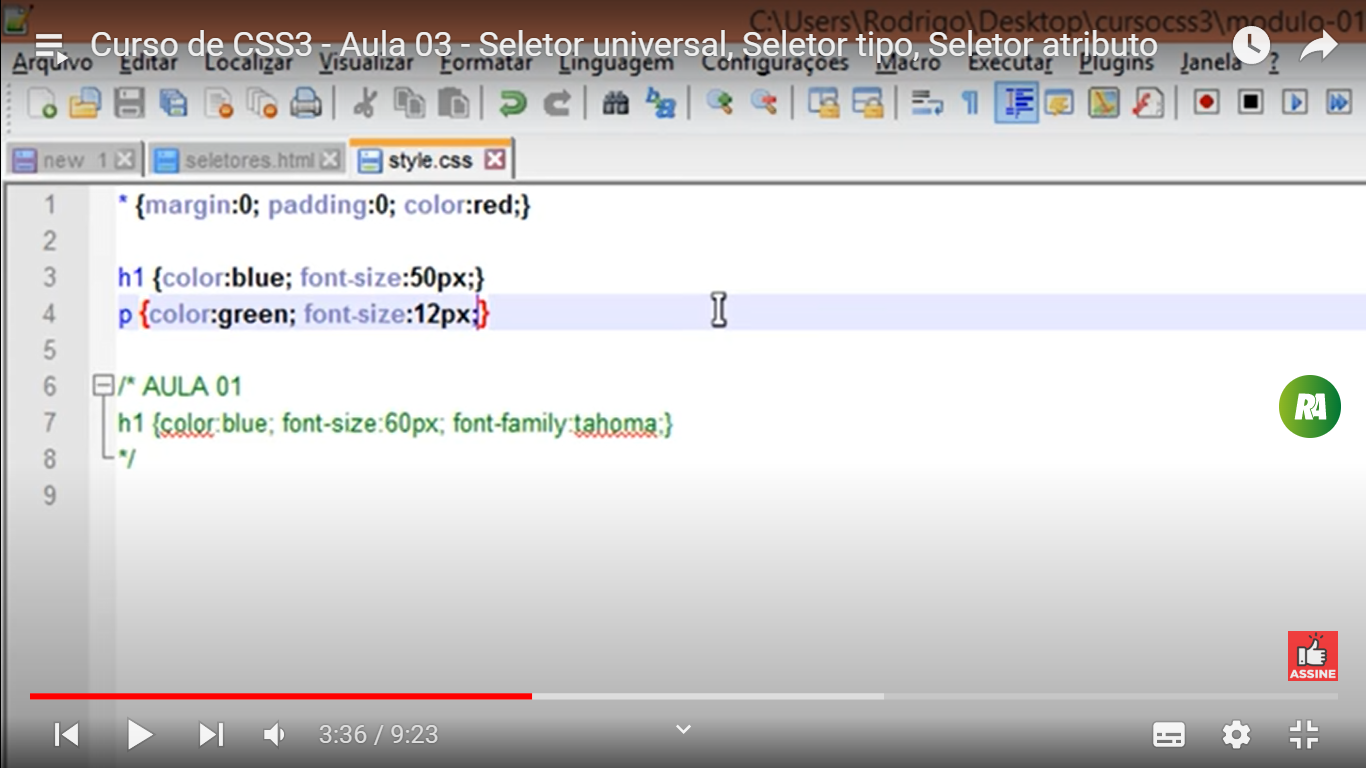 C:\Users\Rodrigo\Desktop\cursocss3\modulo-01
Curso de CSS3 - Aula 03 - Seletor universal, Seletor tipo, Seletor atributo
Arquivo Editar Localizar Visualizar Formatar Linguagem Configurações Macro Executar Plugins Janela ?
new 1 seletores.html style.css
1 * {margin:0; padding:0; color:red;}
2
3 h1 {color:blue; font-size:50px;}
4 p {color:green; font-size:12px;}
5
6 /* AULA 01
7 h1 {color:blue; font-size:60px; font-family:tahoma;}
8 */
9
RA
ASSINE
3:36 / 9:23